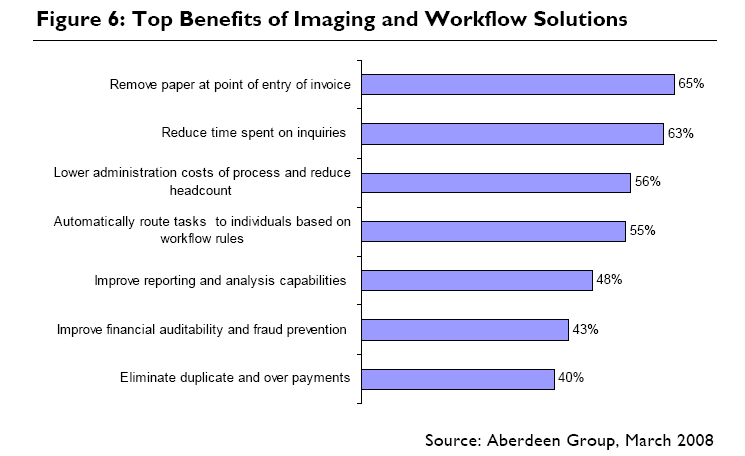 Figure 6: Top Benefits of Imaging and Workflow Solutions
Remove paper at point of entry of invoice 65%
Reduce time spent on inquiries 63%
Lower administration costs of process and reduce
headcount 56%
Automatically route tasks to individuals based on
workflow rules 55%
Improve reporting and analysis capabilities 48%
Improve financial auditability and fraud prevention 43%
Eliminate duplicate and over payments 40%
Source: Aberdeen Group, March 2008